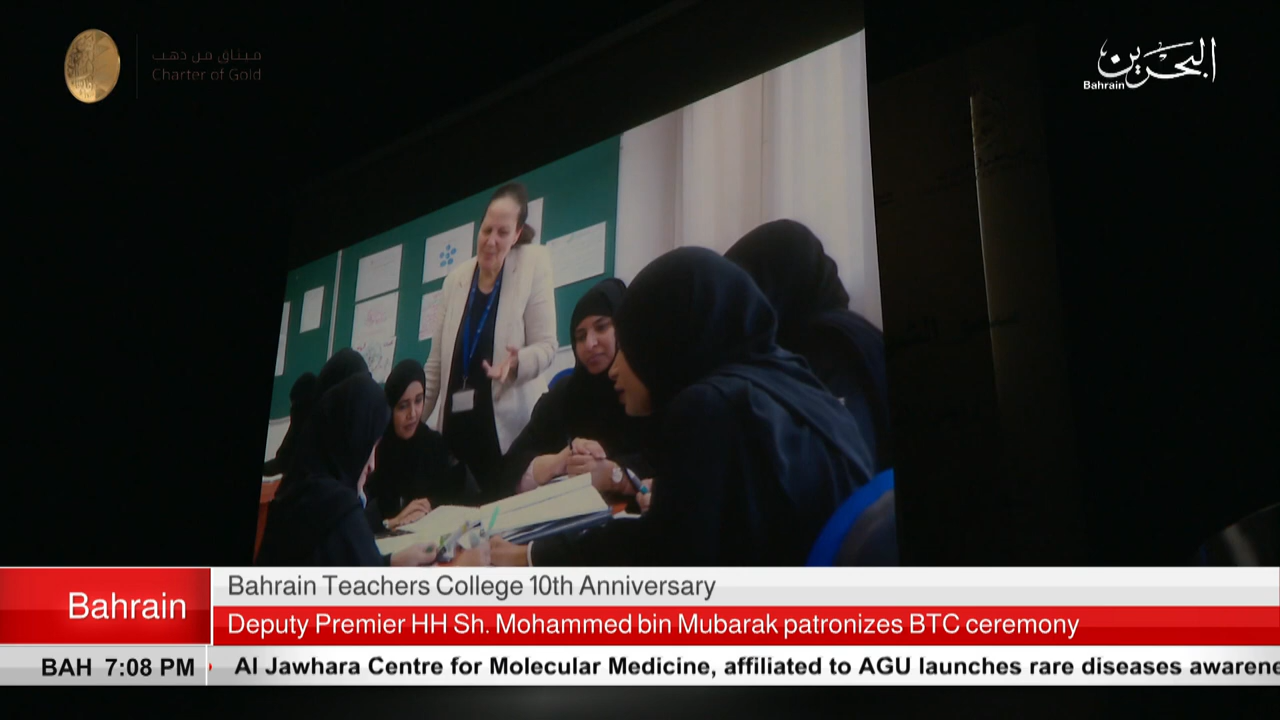 ميثاق من ذهب
Charter of Gold
البحرين
Bahrain
Bahrain Teachers College 10th Anniversary
Bahrain
Deputy Premier HH Sh. Mohammed bin Mubarak patronizes BTC ceremony
BAH 7:08 PM
Al Jawhara Centre for Molecular Medicine, affiliated to AGU launches rare diseases awarene